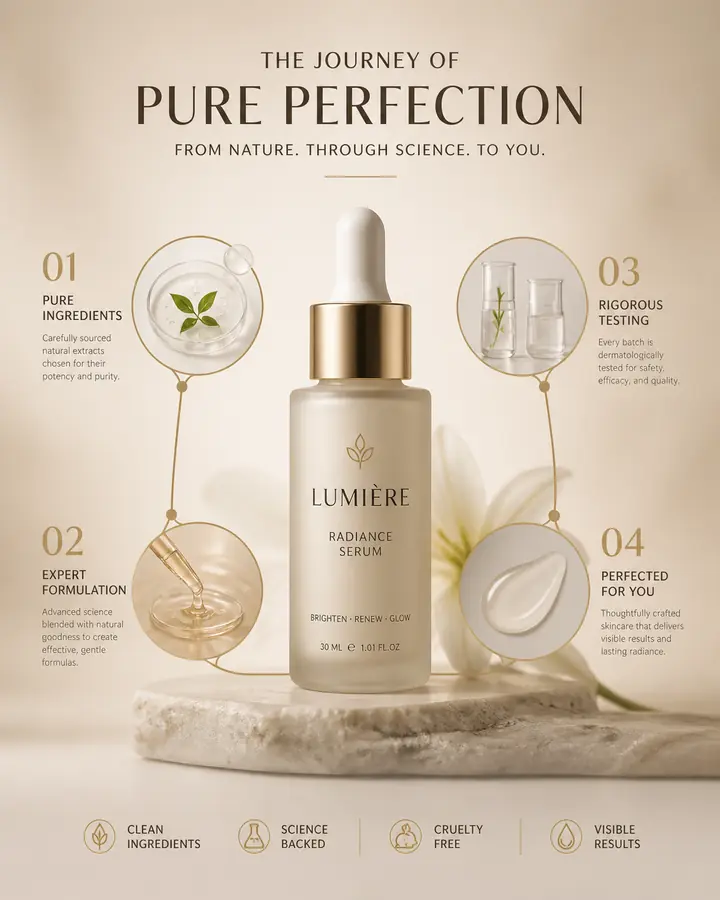 THE JOURNEY OF
PURE PERFECTION
FROM NATURE. THROUGH SCIENCE. TO YOU.
01
PURE
INGREDIENTS
Carefully sourced
natural extracts
chosen for their
potency and purity.
02
EXPERT
FORMULATION
Advanced science
blended with natural
goodness to create
effective, gentle
formulas.
LUMIÈRE
RADIANCE
SERUM
BRIGHTEN · RENEW · GLOW
30 ML ℮ 1.01 FL.OZ
03
RIGOROUS
TESTING
Every batch is
dermatologically
tested for safety,
efficacy, and quality.
04
PERFECTED
FOR YOU
Thoughtfully crafted
skincare that delivers
visible results and
lasting radiance.
CLEAN
INGREDIENTS
SCIENCE
BACKED
CRUELTY
FREE
VISIBLE
RESULTS